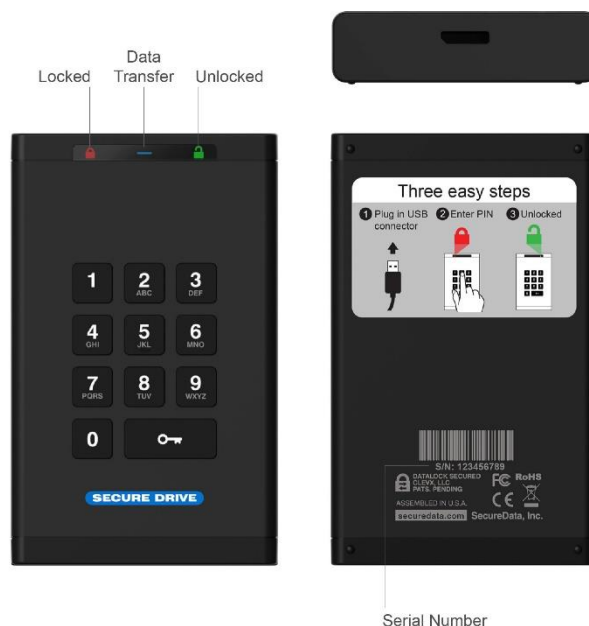 Data
Locked Transfer Unlocked
1 2 3
ABC DEF
4 5 6
GHI JKL MNO
7 8 9
PQRS TUV WXYZ
0
SECURE DRIVE
Three easy steps
1 Plug in USB
connector
2 Enter PIN
3 Unlocked
S/N: 123456789
DATALOCK SECURED
CLEVX, LLC
PATS. PENDING
FC RoHS
CE
ASSEMBLED IN U.S.A.
securedata.com SecureData, Inc.
Serial Number